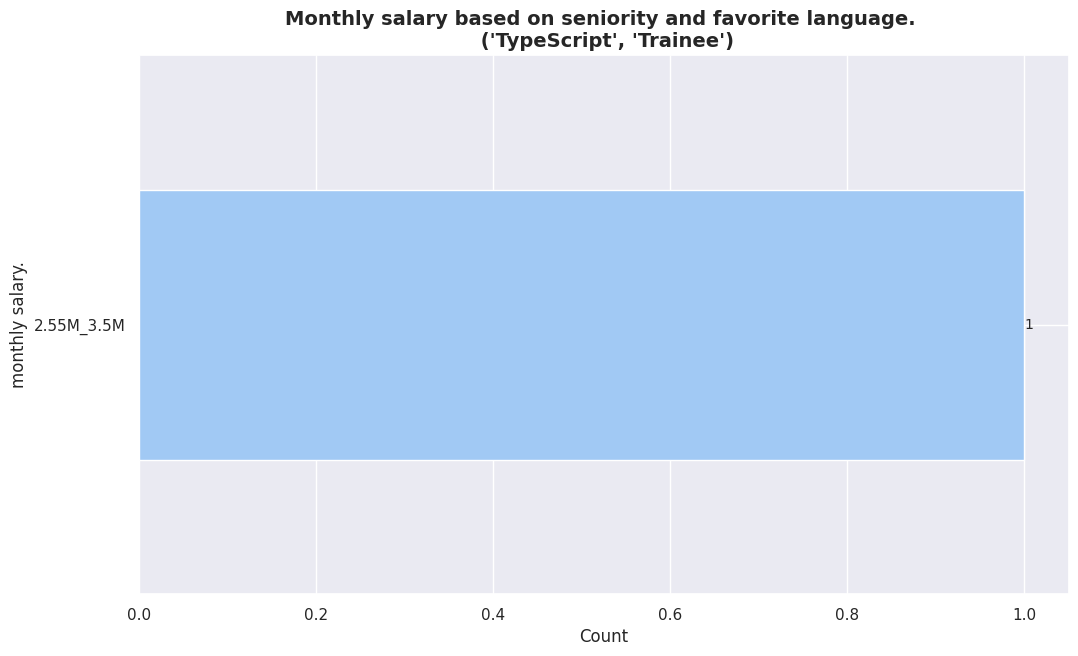 Monthly salary based on seniority and favorite language.
('TypeScript', 'Trainee')
monthly salary.
2.55M_3.5M
1
0.0
0.2
0.4
0.6
0.8
1.0
Count